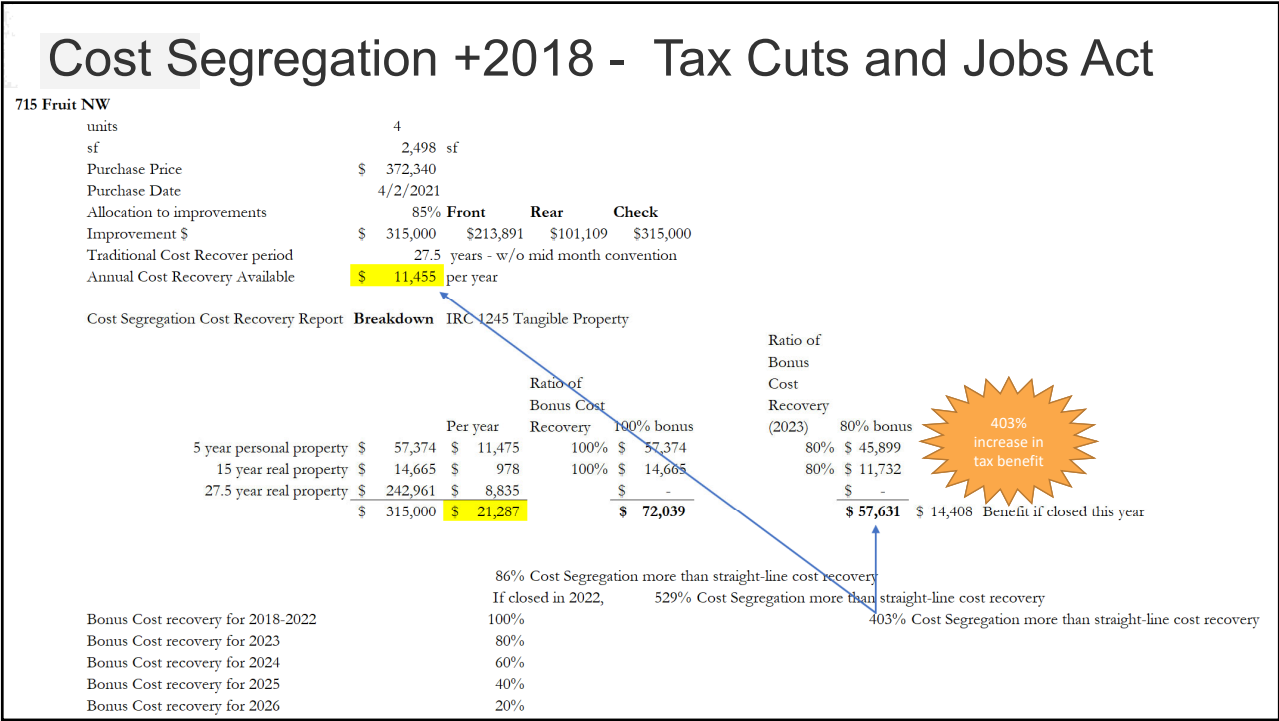 Cost Segregation +2018 - Tax Cuts and Jobs Act
715 Fruit NW
units 4
sf 2,498 sf
Purchase Price $ 372,340
Purchase Date 4/2/2021
Allocation to improvements 85% Front Rear Check
Improvement $ $ 315,000 $213,891 $101,109 $315,000
Traditional Cost Recover period 27.5 years - w/o mid month convention
Annual Cost Recovery Available $ 11,455 per year
Cost Segregation Cost Recovery Report Breakdown IRC 1245 Tangible Property
Ratio of
Bonus
Ratio of Cost
Bonus Cost Recovery
Per year Recovery 100% bonus (2023) 80% bonus
5 year personal property $ 57,374 $ 11,475 100% $ 57,374 80% $ 45,899
15 year real property $ 14,665 $ 978 100% $ 14,665 80% $ 11,732
27.5 year real property $ 242,961 $ 8,835 $ - $ -
$ 315,000 $ 21,287 $ 72,039 $ 57,631 $ 14,408 Benefit if closed this year
403%
increase in
tax benefit
86% Cost Segregation more than straight-line cost recovery
If closed in 2022, 529% Cost Segregation more than straight-line cost recovery
Bonus Cost recovery for 2018-2022 100% 403% Cost Segregation more than straight-line cost recovery
Bonus Cost recovery for 2023 80%
Bonus Cost recovery for 2024 60%
Bonus Cost recovery for 2025 40%
Bonus Cost recovery for 2026 20%